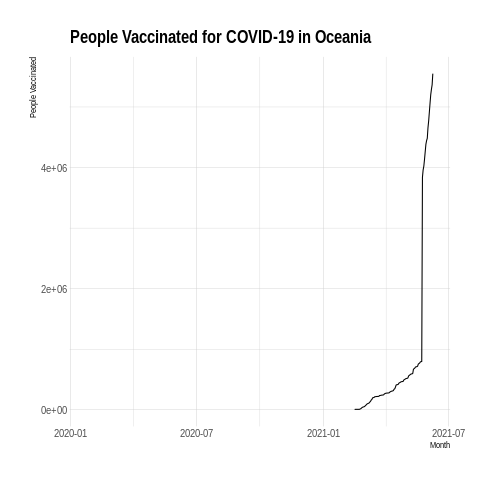 People Vaccinated for COVID-19 in Oceania
People Vaccinated
4e+06
2e+06
0e+00
2020-01 2020-07 2021-01 2021-07
Month